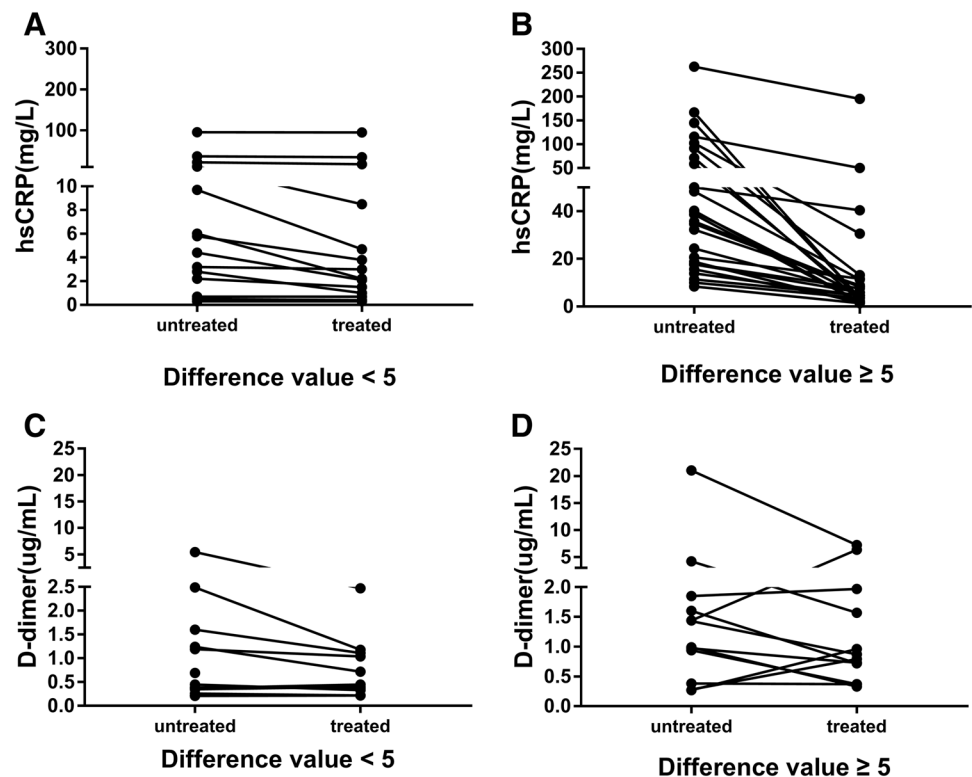 A
hsCRP(mg/L)
300
200
100
10
8
6
4
2
0
untreated
treated
Difference value < 5
B
hsCRP(mg/L)
300
250
200
150
100
50
40
20
0
untreated
treated
Difference value ≥ 5
C
D-dimer(ug/mL)
25
20
15
10
5
2.5
2.0
1.5
1.0
0.5
0.0
untreated
treated
Difference value < 5
D
D-dimer(ug/mL)
25
20
15
10
5
2.0
1.5
1.0
0.5
0.0
untreated
treated
Difference value ≥ 5